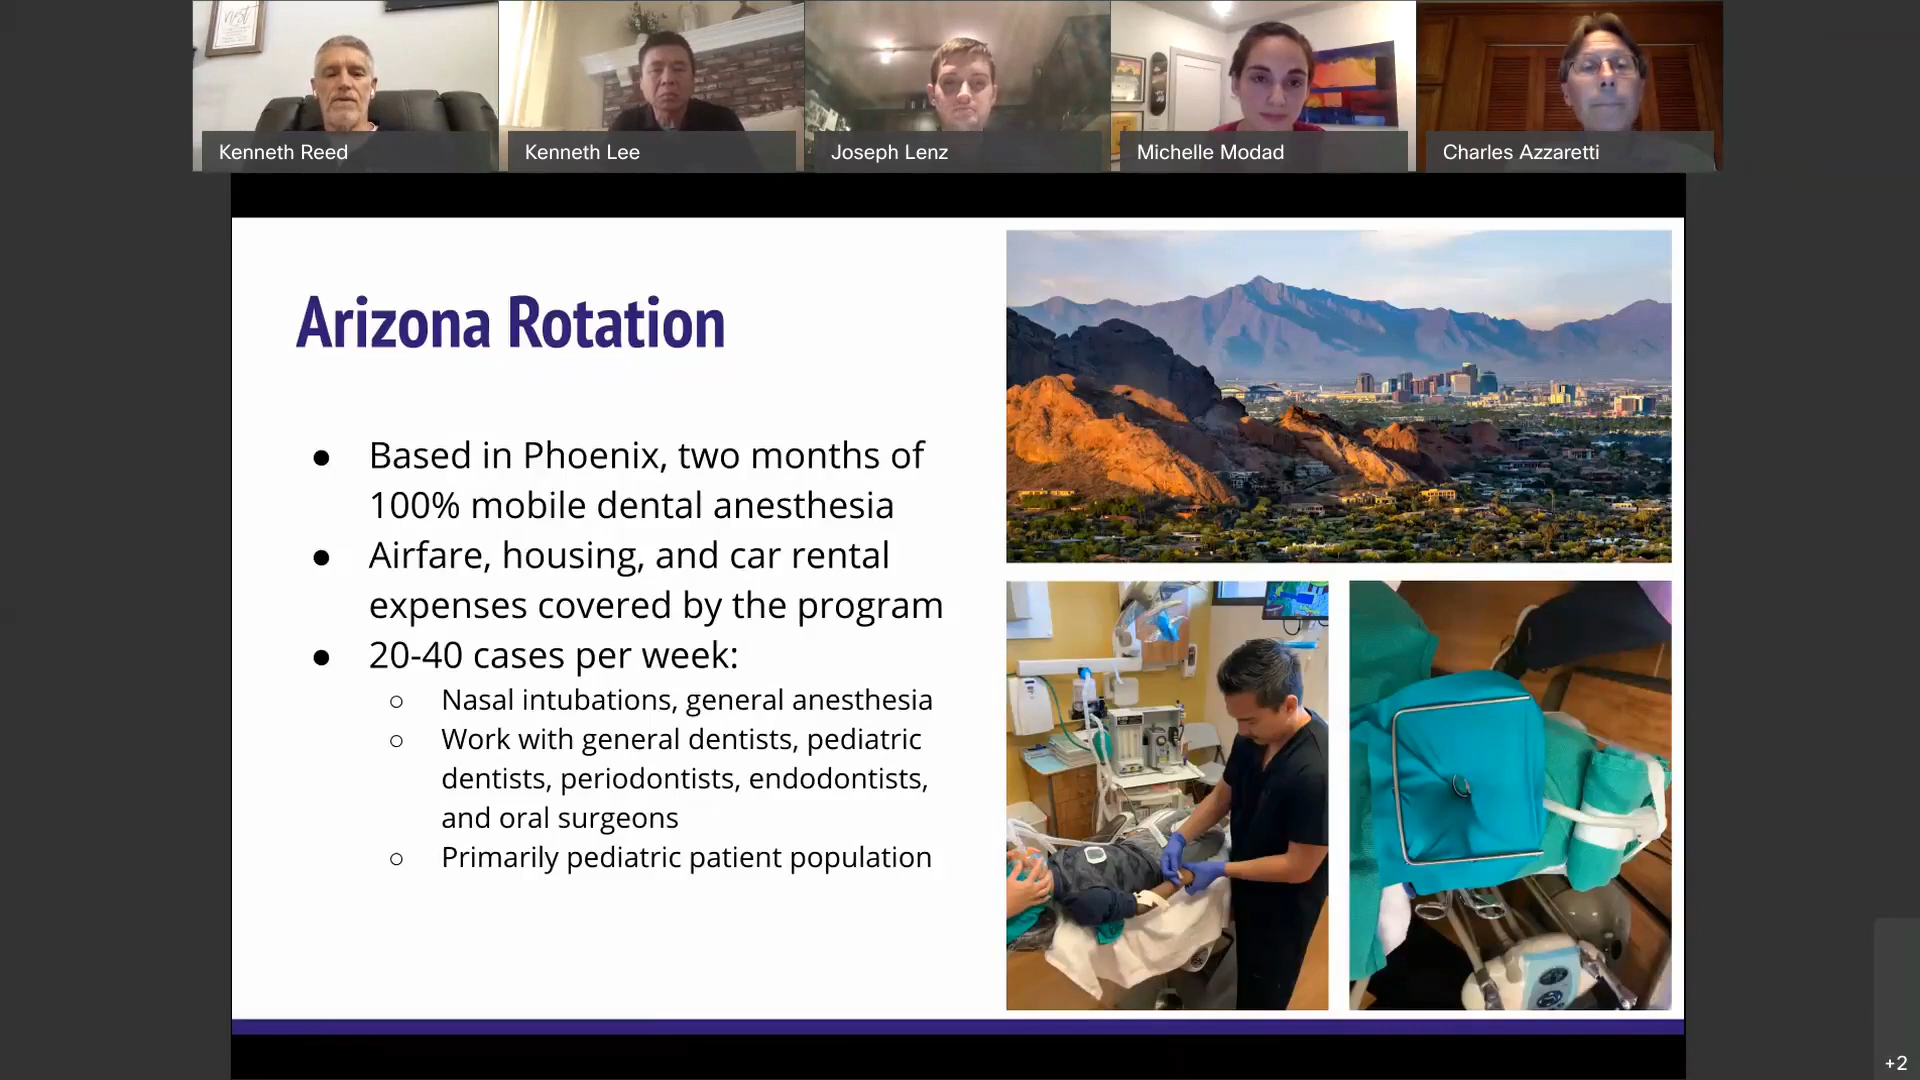 Kenneth Reed
Kenneth Lee
Joseph Lenz
Michelle Modad
Charles Azzaretti
Arizona Rotation
● Based in Phoenix, two months of
100% mobile dental anesthesia
● Airfare, housing, and car rental
expenses covered by the program
● 20-40 cases per week:
○ Nasal intubations, general anesthesia
○ Work with general dentists, pediatric
dentists, periodontists, endodontists,
and oral surgeons
○ Primarily pediatric patient population
+2